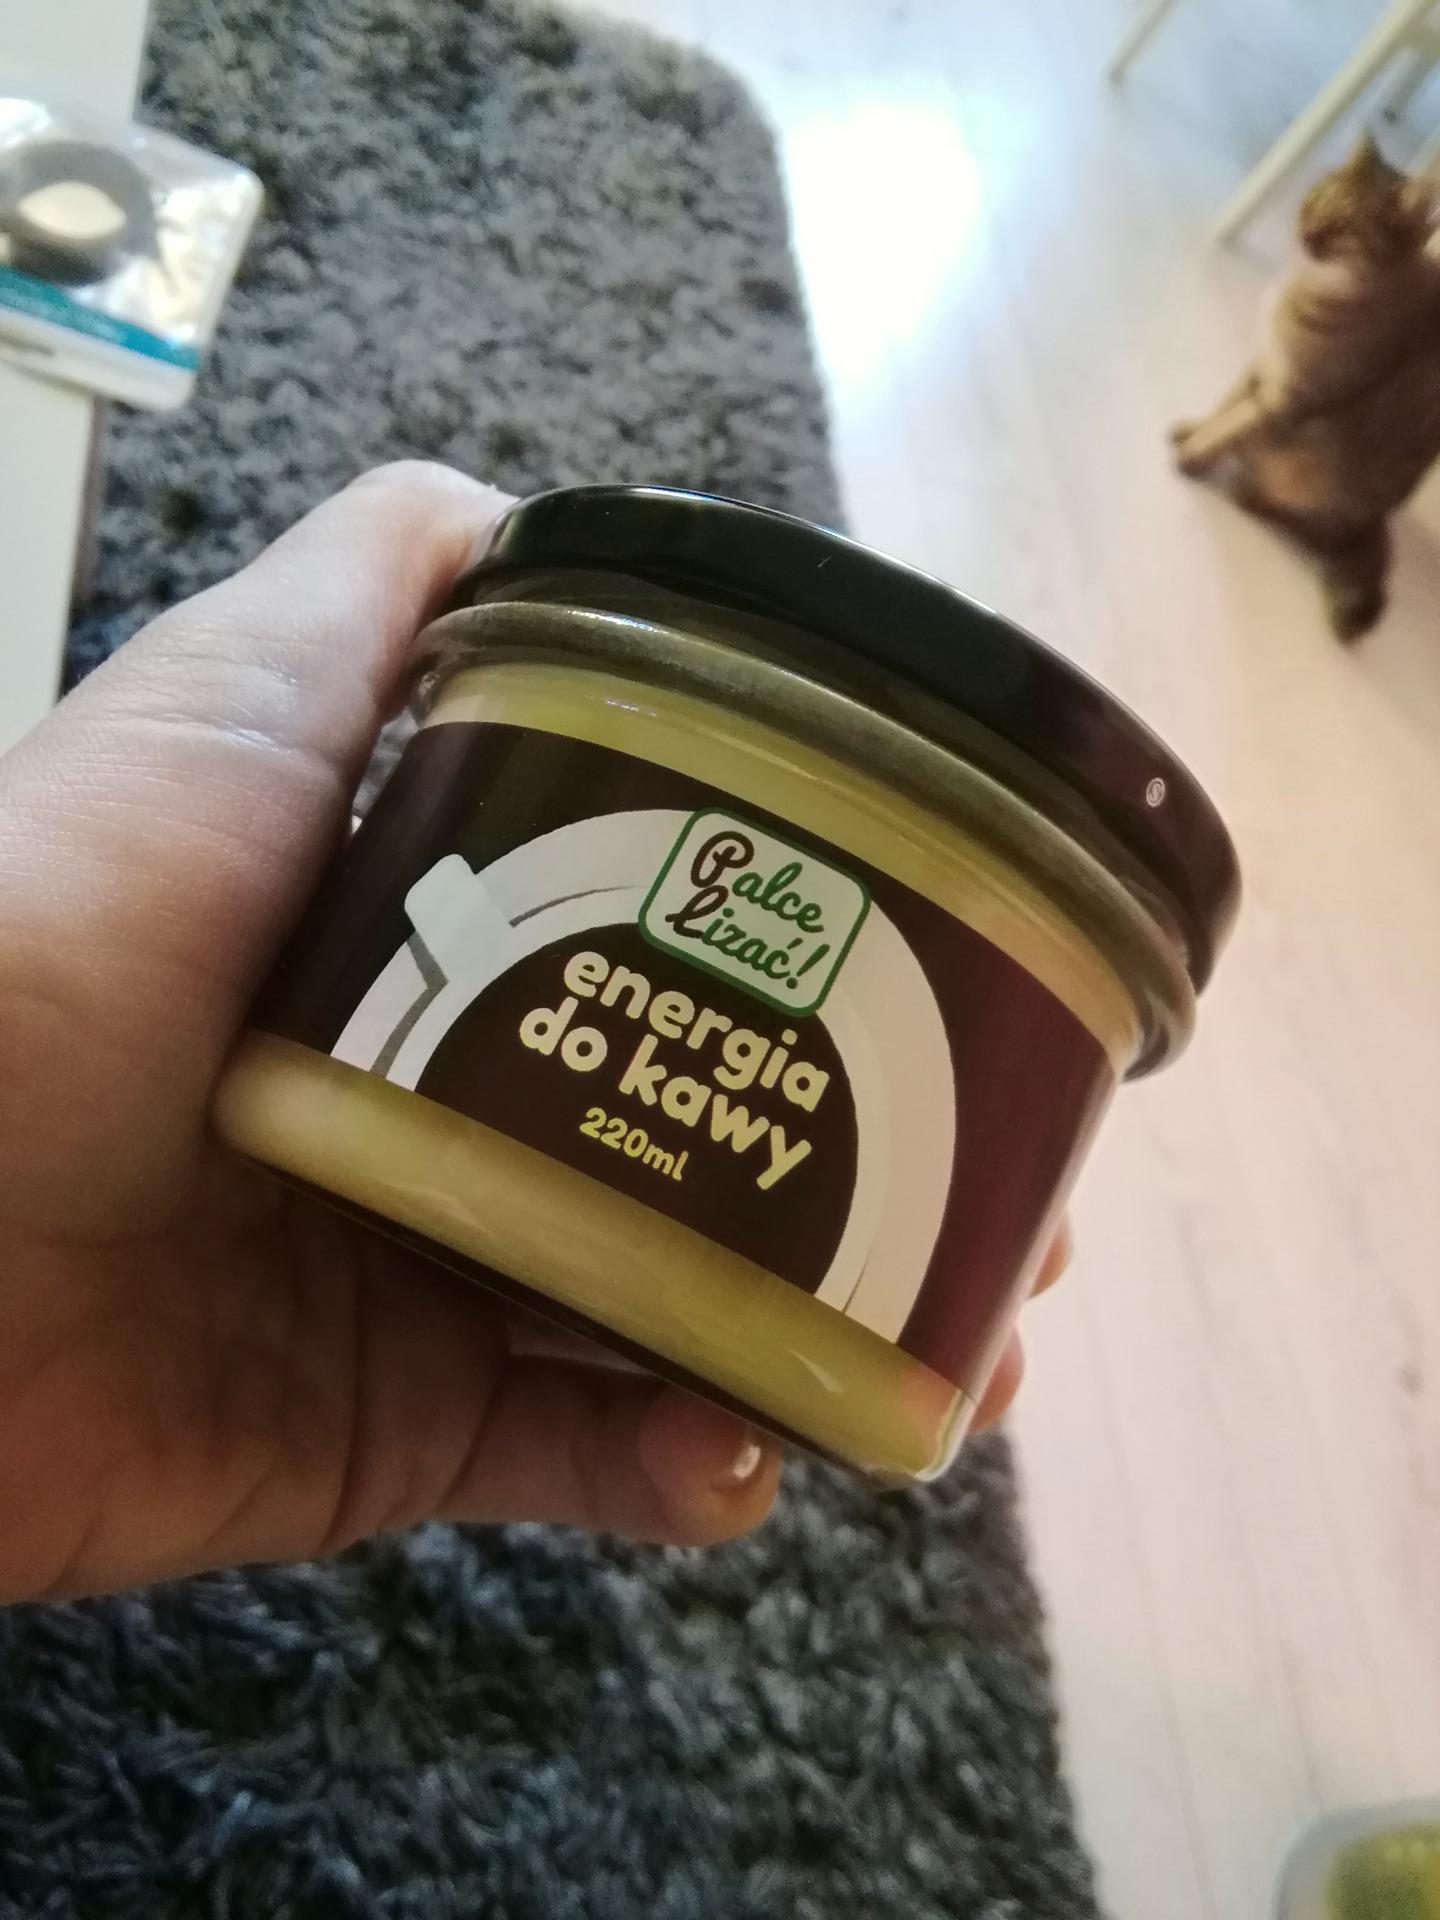 Palce
lizać!
energia
do kawy
220ml